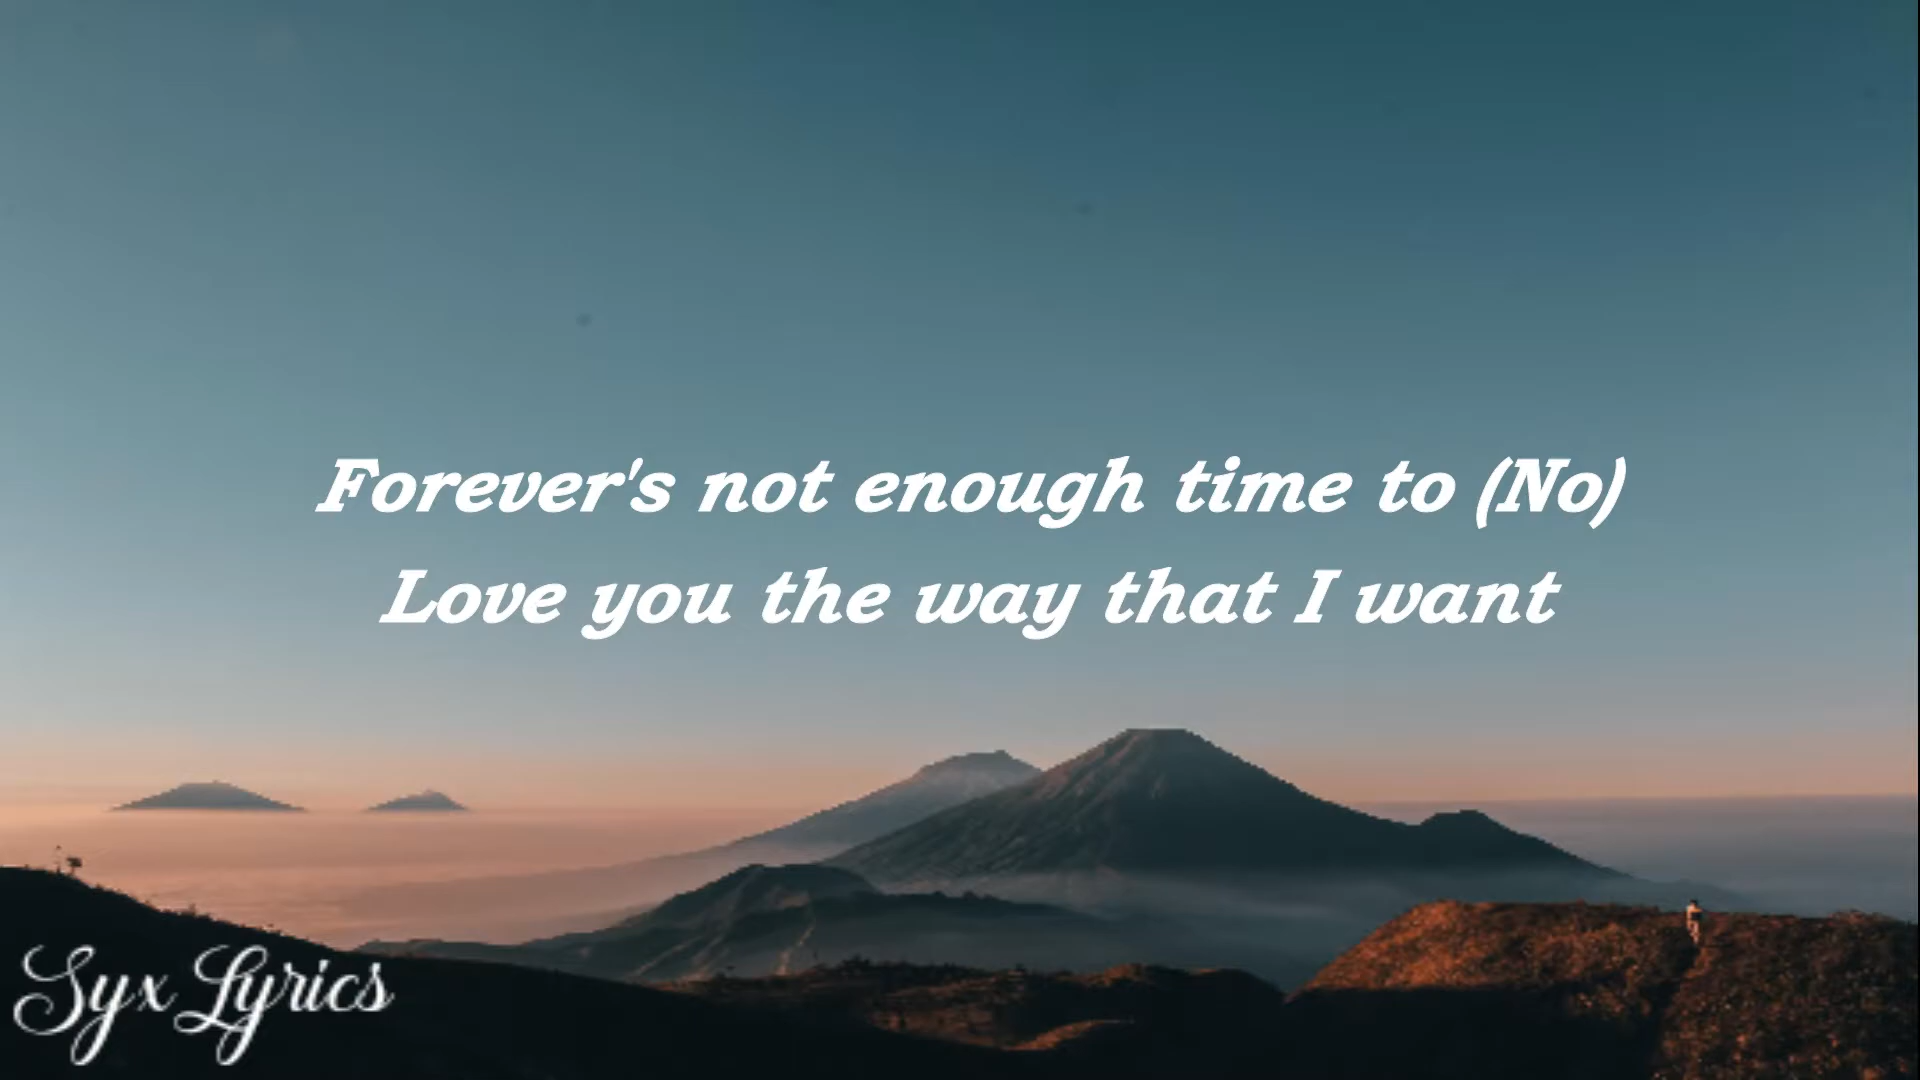 Forever's not enough time to (No)
Love you the way that I want
Syx Lyrics